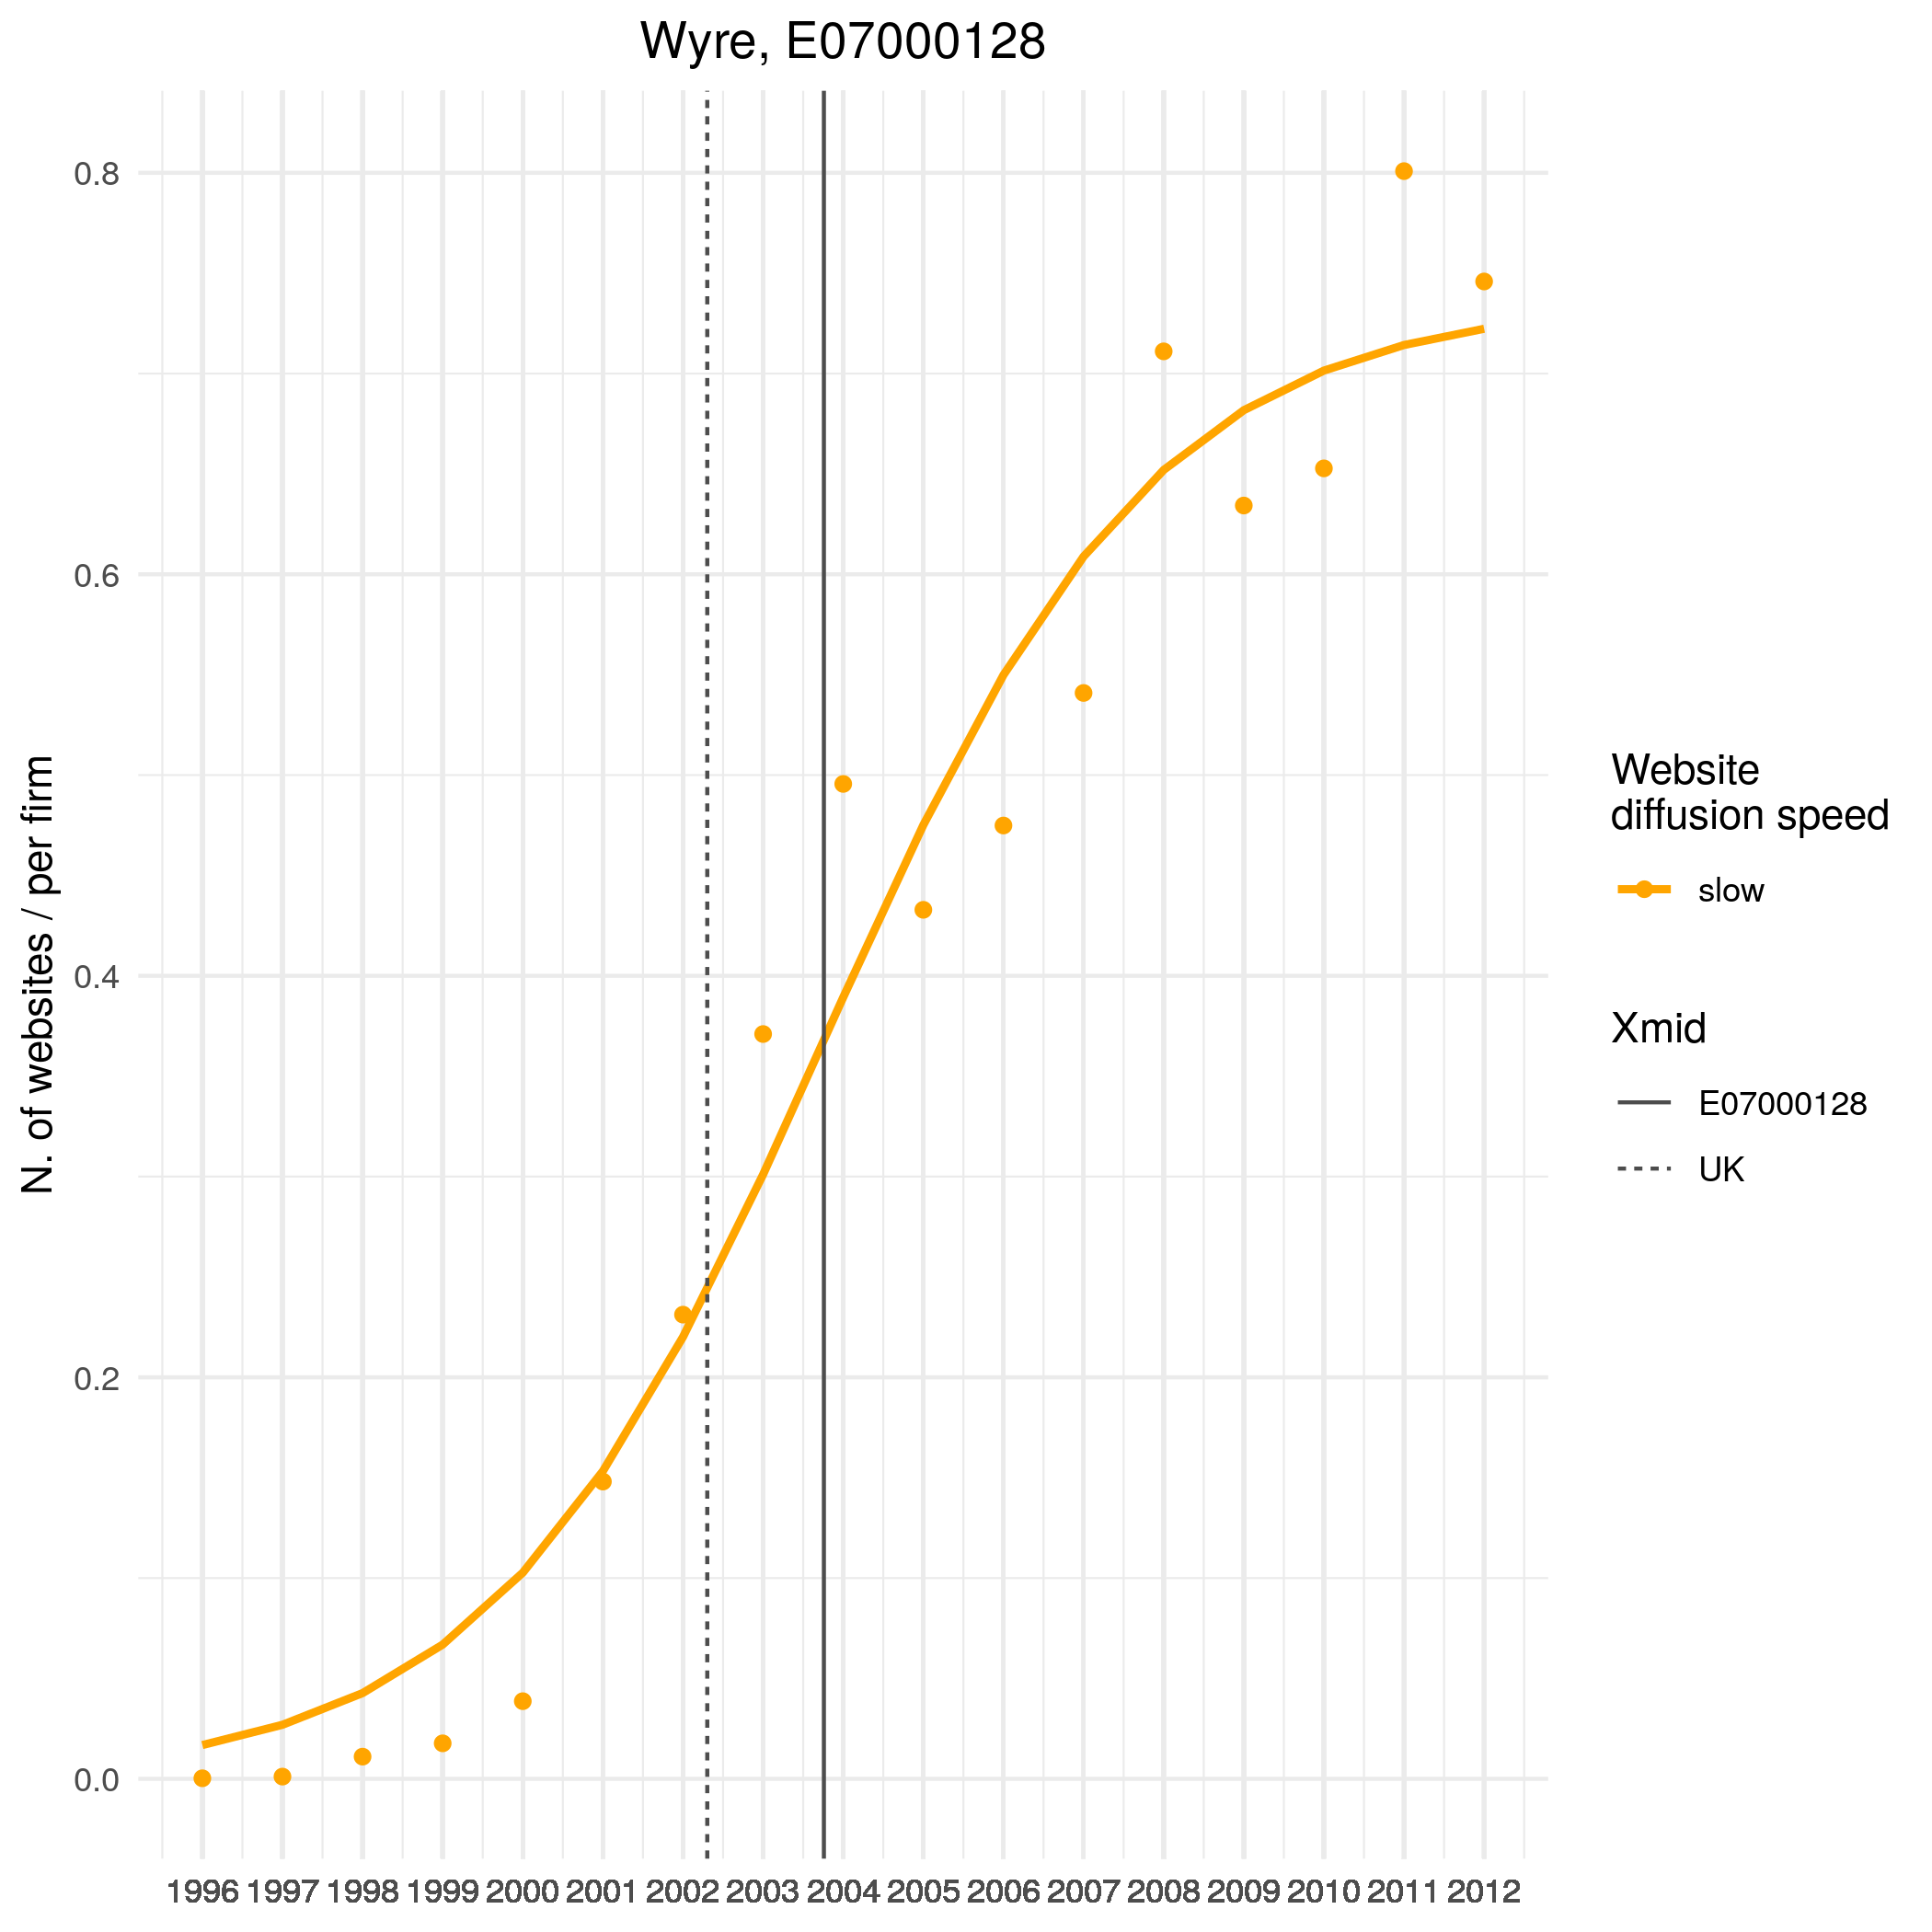 Wyre, E07000128
N. of websites / per firm
0.8
0.6
0.4
0.2
0.0
1996 1997 1998 1999 2000 2001 2002 2003 2004 2005 2006 2007 2008 2009 2010 2011 2012
Website
diffusion speed
slow
Xmid
E07000128
UK